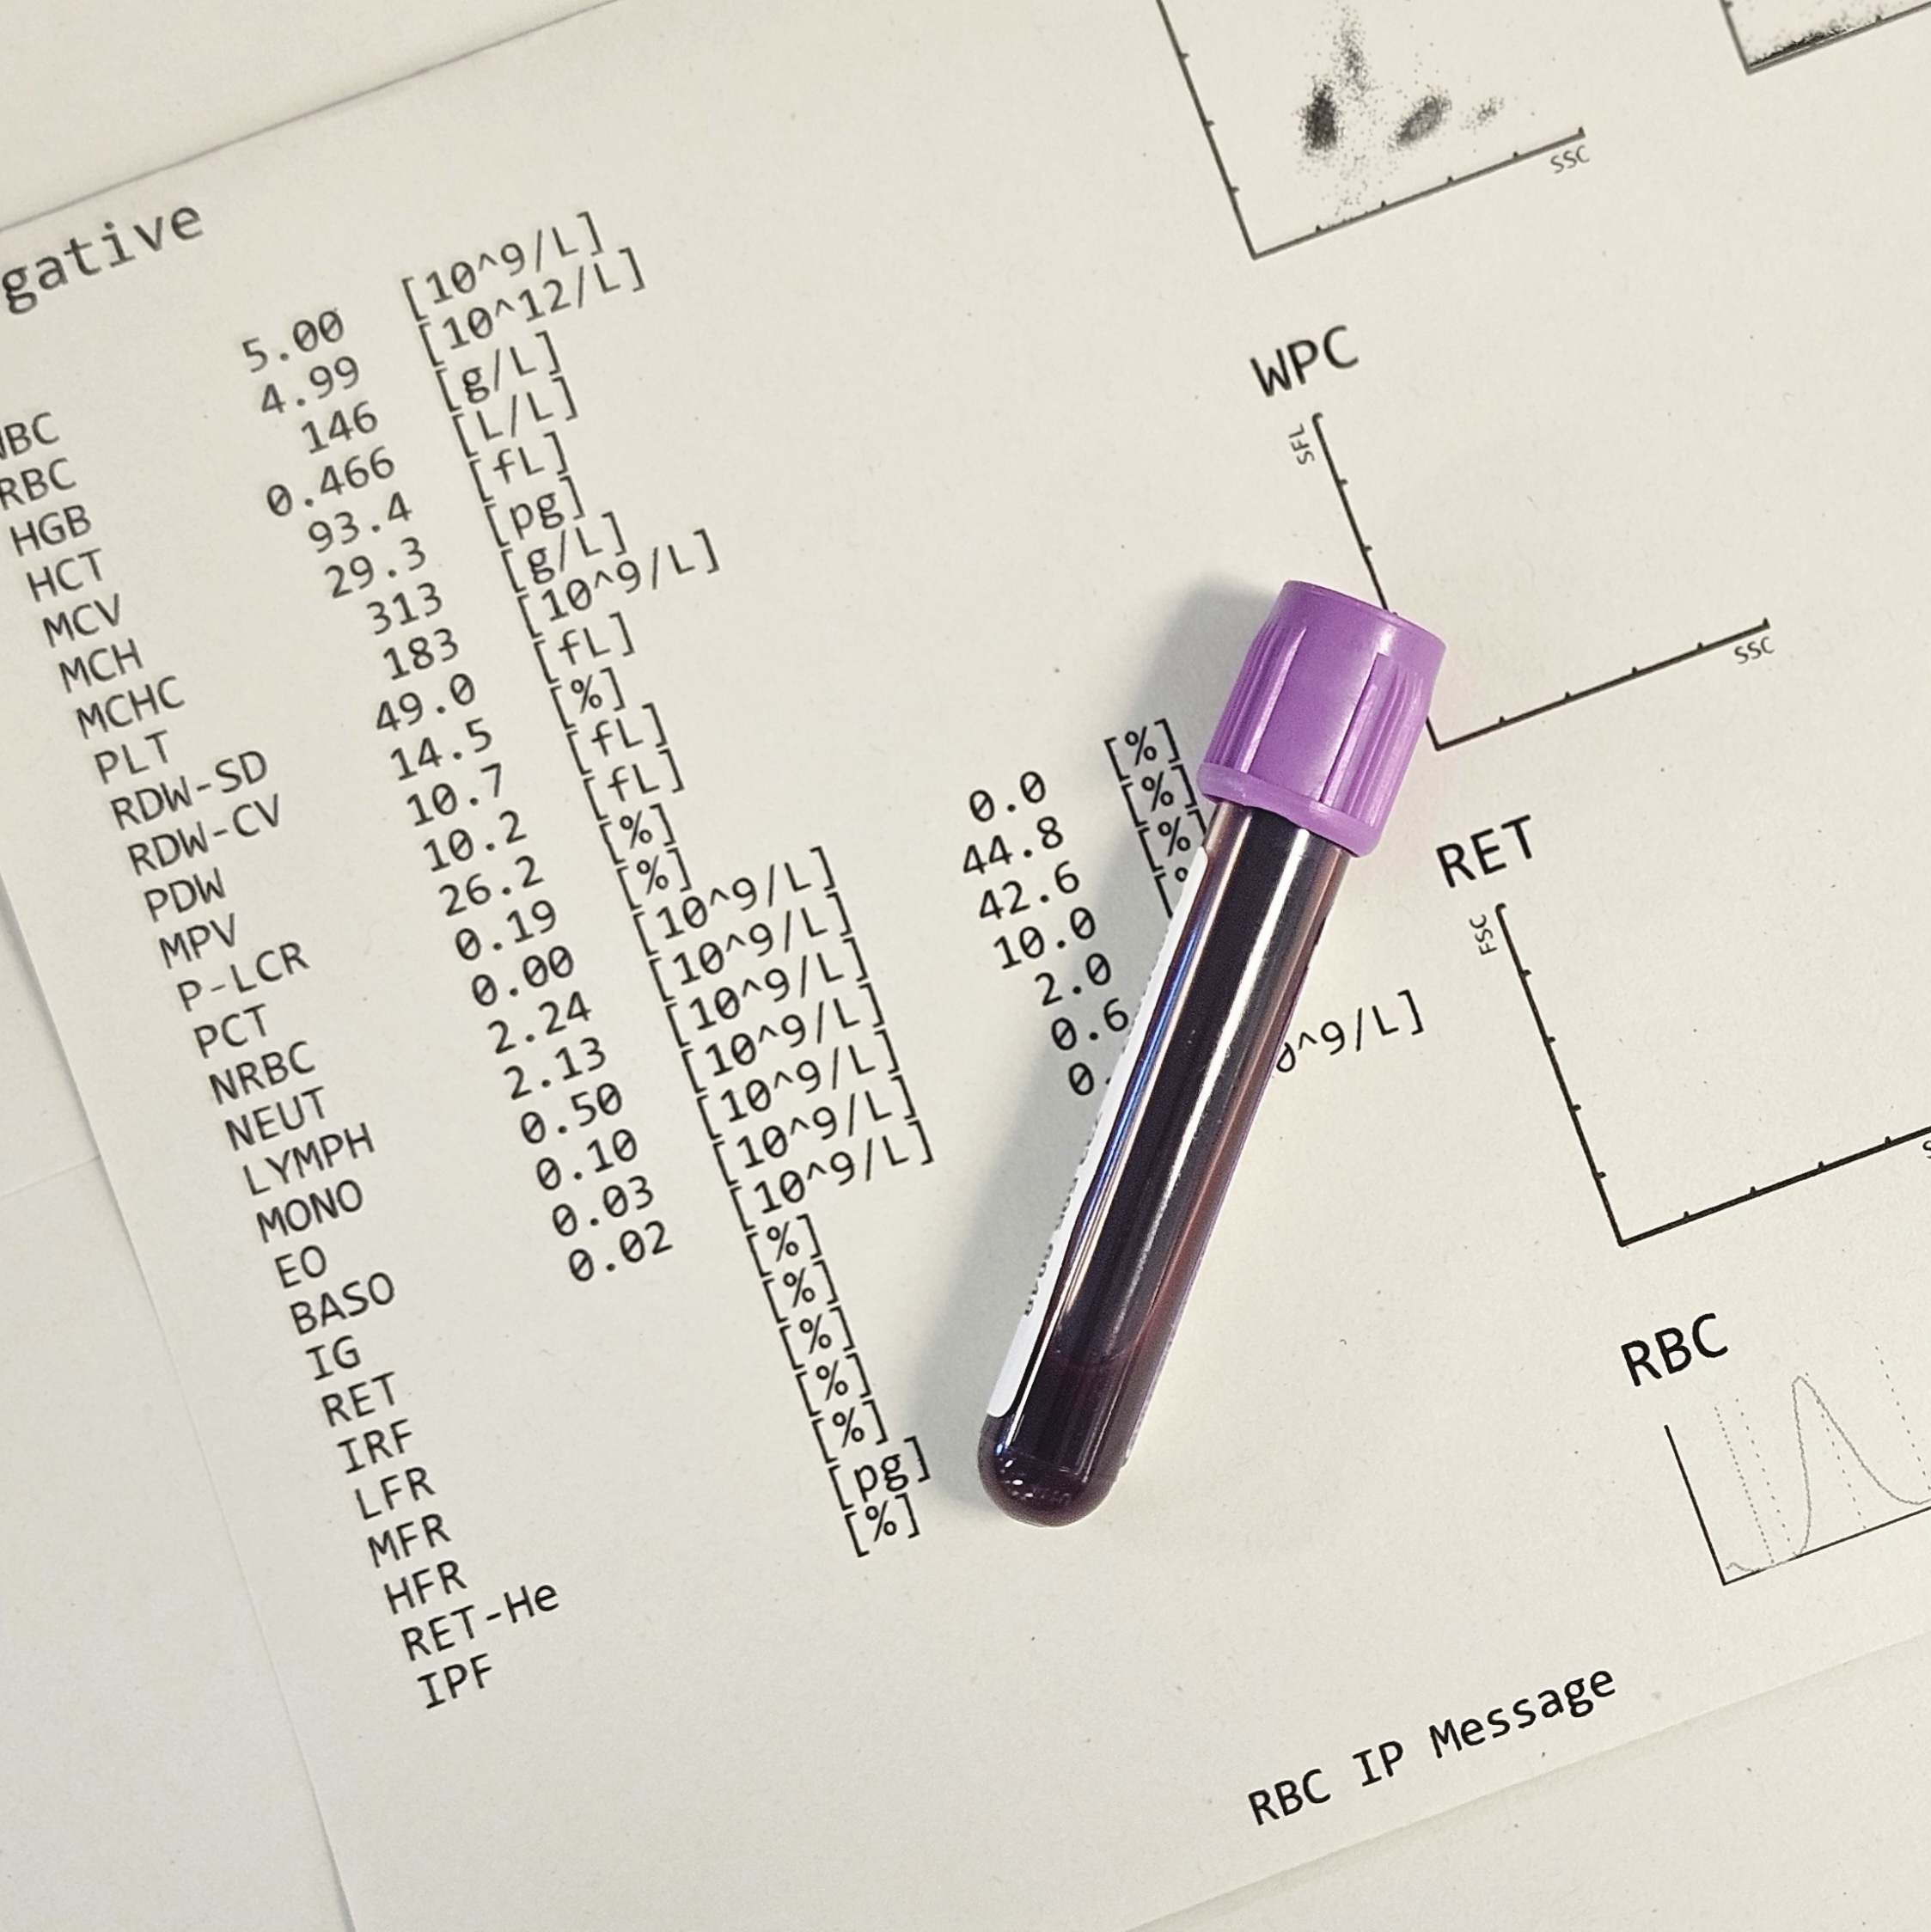 gative
WBC 5.00 [10^9/L]
RBC 4.99 [10^12/L]
HGB 146 [g/L]
HCT 0.466 [L/L]
MCV 93.4 [fL]
MCH 29.3 [pg]
MCHC 313 [g/L]
PLT 183 [10^9/L]
RDW-SD 49.0 [fL]
RDW-CV 14.5 [%]
PDW 10.7 [fL]
MPV 10.2 [fL]
P-LCR 26.2 [%]
PCT 0.19 [%]
NRBC 0.00 [10^9/L] 0.0 [%]
NEUT 2.24 [10^9/L] 44.8 [%]
LYMPH 2.13 [10^9/L] 42.6 [%]
MONO 0.50 [10^9/L] 10.0
EO 0.10 [10^9/L] 2.0
BASO 0.03 [10^9/L] 0.6
IG 0.02 [10^9/L] 0. ^9/L]
RET [%]
IRF [%]
LFR [%]
MFR [%]
HFR [%]
RET-He [pg]
IPF [%]
SSC
WPC
SFL
SSC
RET
FSC
RBC
RBC IP Message